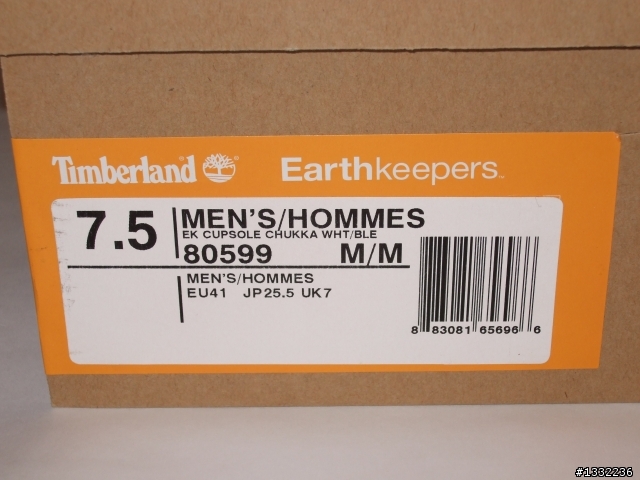 Timberland® Earthkeepers™
7.5
MEN'S/HOMMES
EK CUPSOLE CHUKKA WHT/BLE
80599 M/M
MEN'S/HOMMES
EU41 JP25.5 UK7
8 83081 65696 6
#1332236